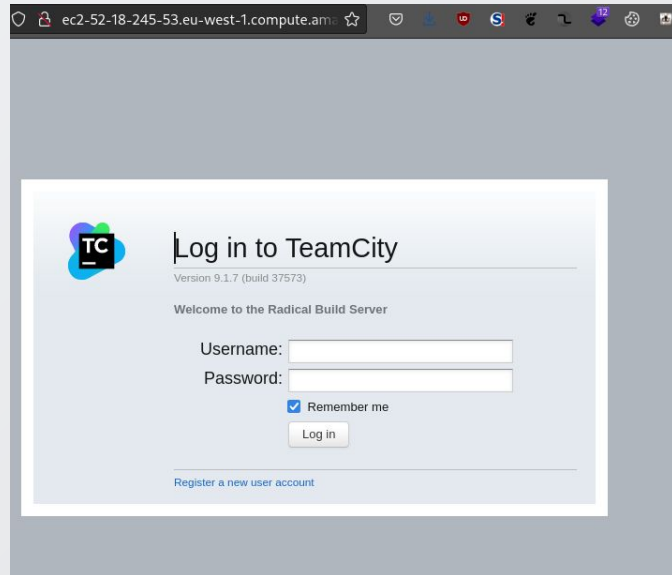 ec2-52-18-245-53.eu-west-1.compute.ama
12
TC
Log in to TeamCity
Version 9.1.7 (build 37573)
Welcome to the Radical Build Server
Username:
Password:
Remember me
Log in
Register a new user account